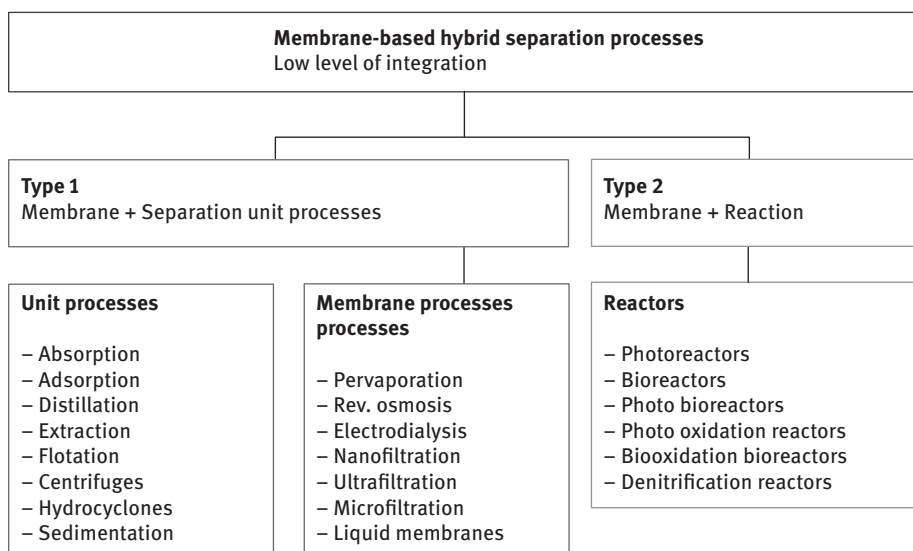 Membrane-based hybrid separation processes
Low level of integration
Type 1
Membrane + Separation unit processes
Type 2
Membrane + Reaction
Unit processes
– Absorption
– Adsorption
– Distillation
– Extraction
– Flotation
– Centrifuges
– Hydrocyclones
– Sedimentation
Membrane processes
processes
– Pervaporation
– Rev. osmosis
– Electrodialysis
– Nanofiltration
– Ultrafiltration
– Microfiltration
– Liquid membranes
Reactors
– Photoreactors
– Bioreactors
– Photo bioreactors
– Photo oxidation reactors
– Biooxidation bioreactors
– Denitrification reactors